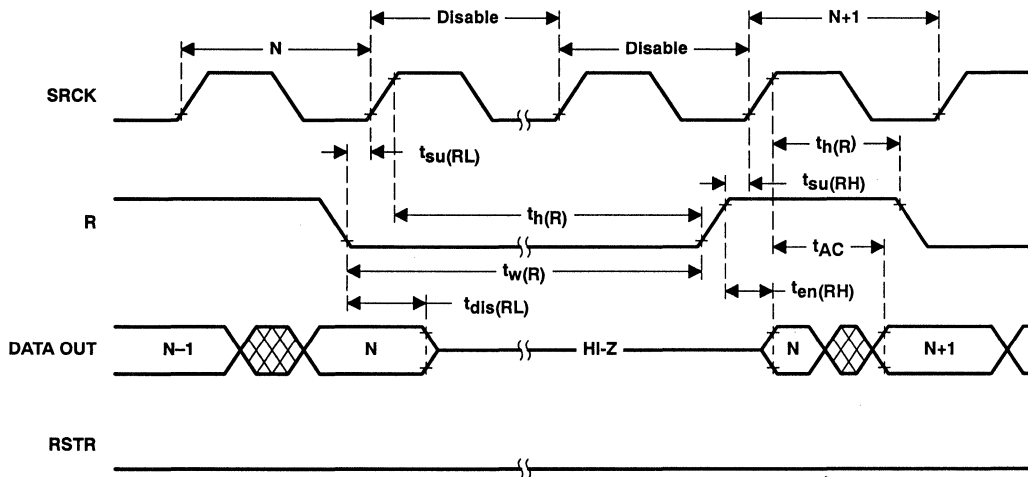 Disable
N
N+1
Disable
SRCK
th(R)
tsu(RL)
tsu(RH)
R
th(R)
tAC
tw(R)
ten(RH)
tdis(RL)
DATA OUT
N–1
N
HI-Z
N
N+1
RSTR